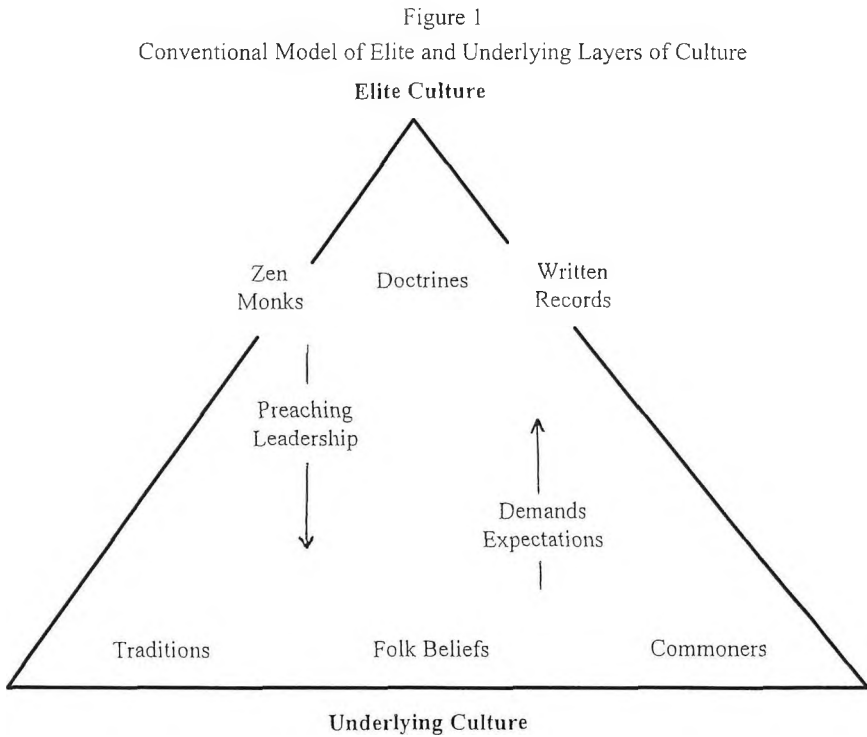 Figure 1
Conventional Model of Elite and Underlying Layers of Culture
Elite Culture
Zen
Monks
Doctrines
Written
Records
Preaching
Leadership
Demands
Expectations
Traditions
Folk Beliefs
Commoners
Underlying Culture